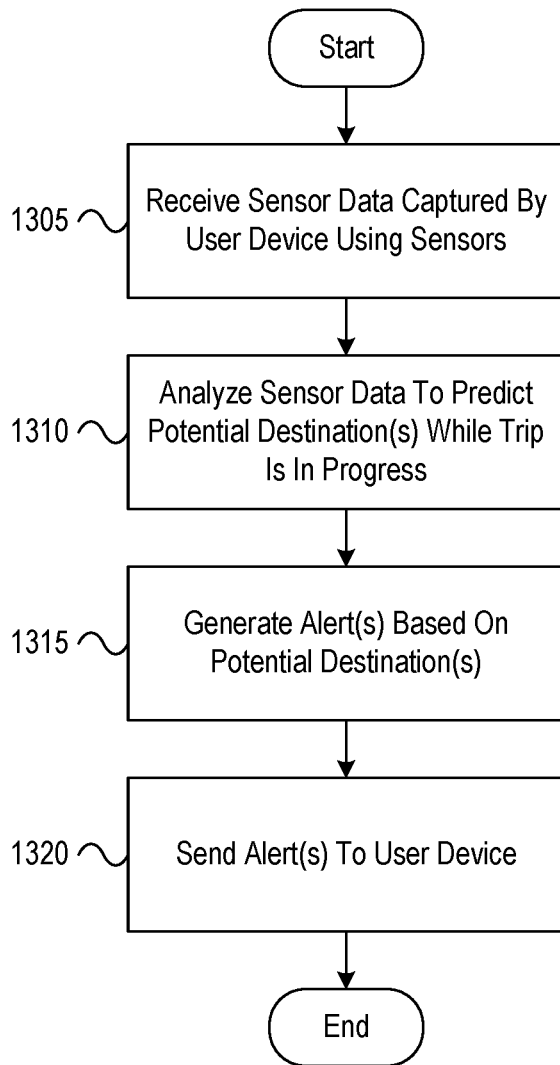 Start
1305
Receive Sensor Data Captured By
User Device Using Sensors
1310
Analyze Sensor Data To Predict
Potential Destination(s) While Trip
Is In Progress
1315
Generate Alert(s) Based On
Potential Destination(s)
1320
Send Alert(s) To User Device
End